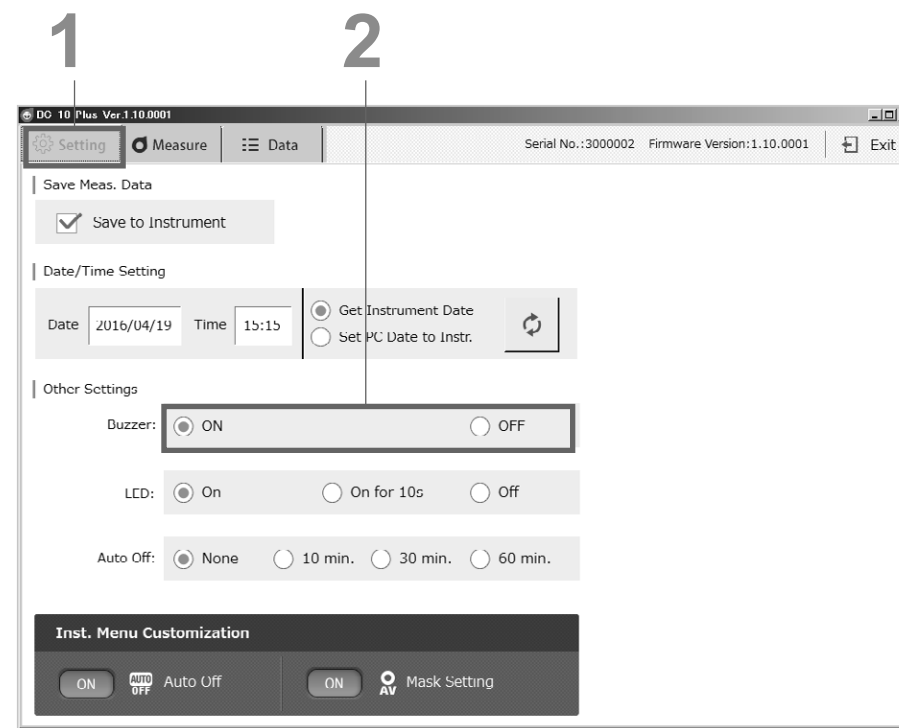 1 2
DC 10 Plus Ver.1.10.0001
Setting Measure Data Serial No.:3000002 Firmware Version:1.10.0001 Exit
Save Meas. Data
Save to Instrument
Date/Time Setting
Get Instrument Date
Date 2016/04/19 Time 15:15
Set PC Date to Instr.
Other Settings
Buzzer: ON OFF
LED: On On for 10s Off
Auto Off: None 10 min. 30 min. 60 min.
Inst. Menu Customization
ON AUTO OFF Auto Off ON AV Mask Setting